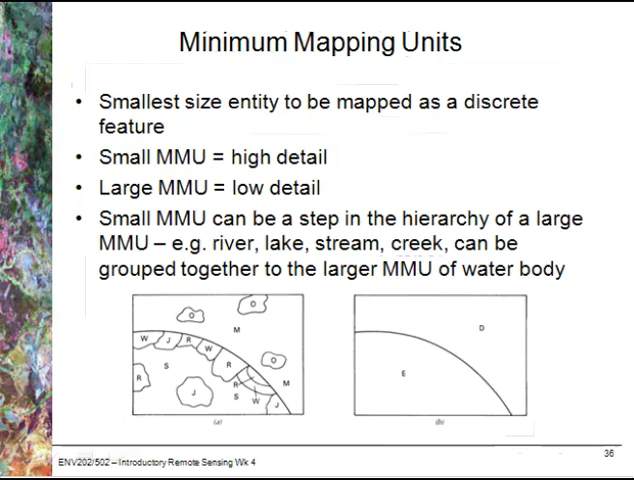 Minimum Mapping Units
• Smallest size entity to be mapped as a discrete
feature
• Small MMU = high detail
• Large MMU = low detail
• Small MMU can be a step in the hierarchy of a large
MMU – e.g. river, lake, stream, creek, can be
grouped together to the larger MMU of water body
O
O
M
W J R
W
O
S
R
D
R
R
M
E
J
S
W
J
(a)
(b)
36
ENV202/502 – Introductory Remote Sensing Wk 4